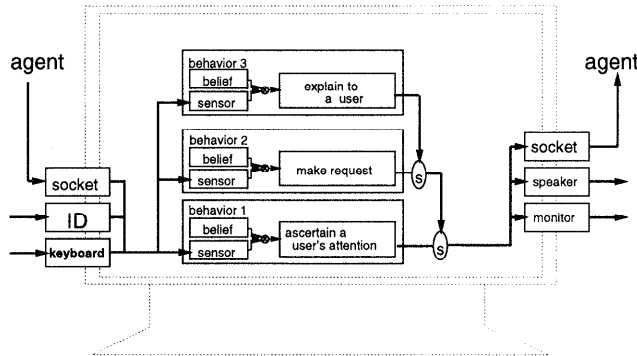 agent
socket
ID
keyboard
behavior 3
belief
sensor
explain to
a user
behavior 2
belief
sensor
make request
behavior 1
belief
sensor
ascertain a
user's attention
S
S
agent
socket
speaker
monitor